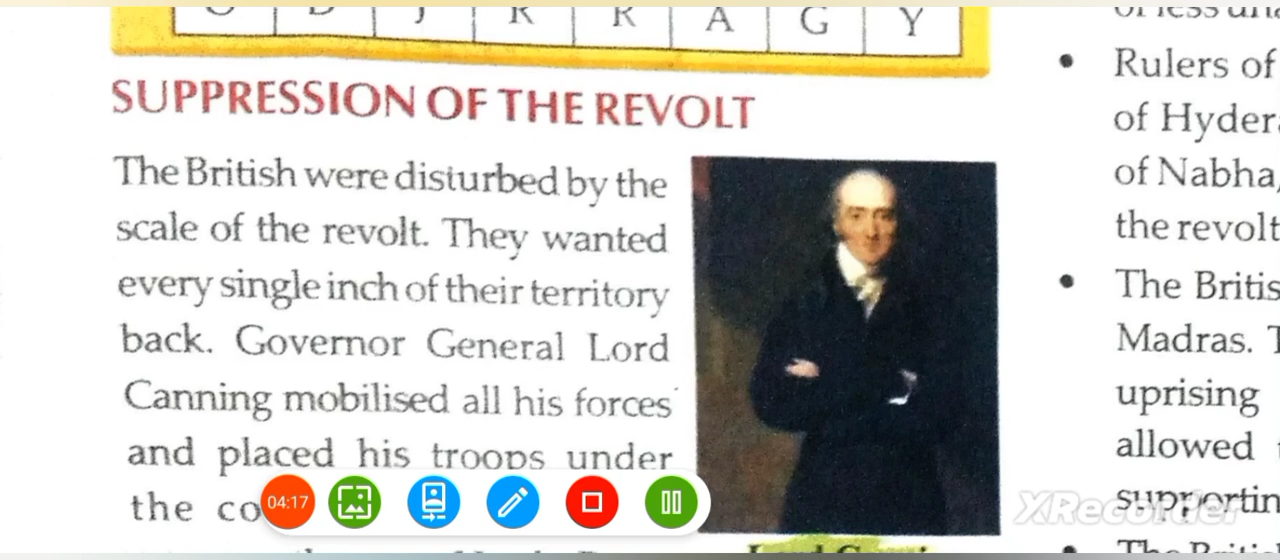 R R A G Y
SUPPRESSION OF THE REVOLT
The British were disturbed by the
scale of the revolt. They wanted
every single inch of their territory
back. Governor General Lord
Canning mobilised all his forces
and placed his troops under
the co
04:17
Rulers of
of Hyder
of Nabha,
the revolt
The Britis
Madras.
uprising
allowed
supportin
XRecorder